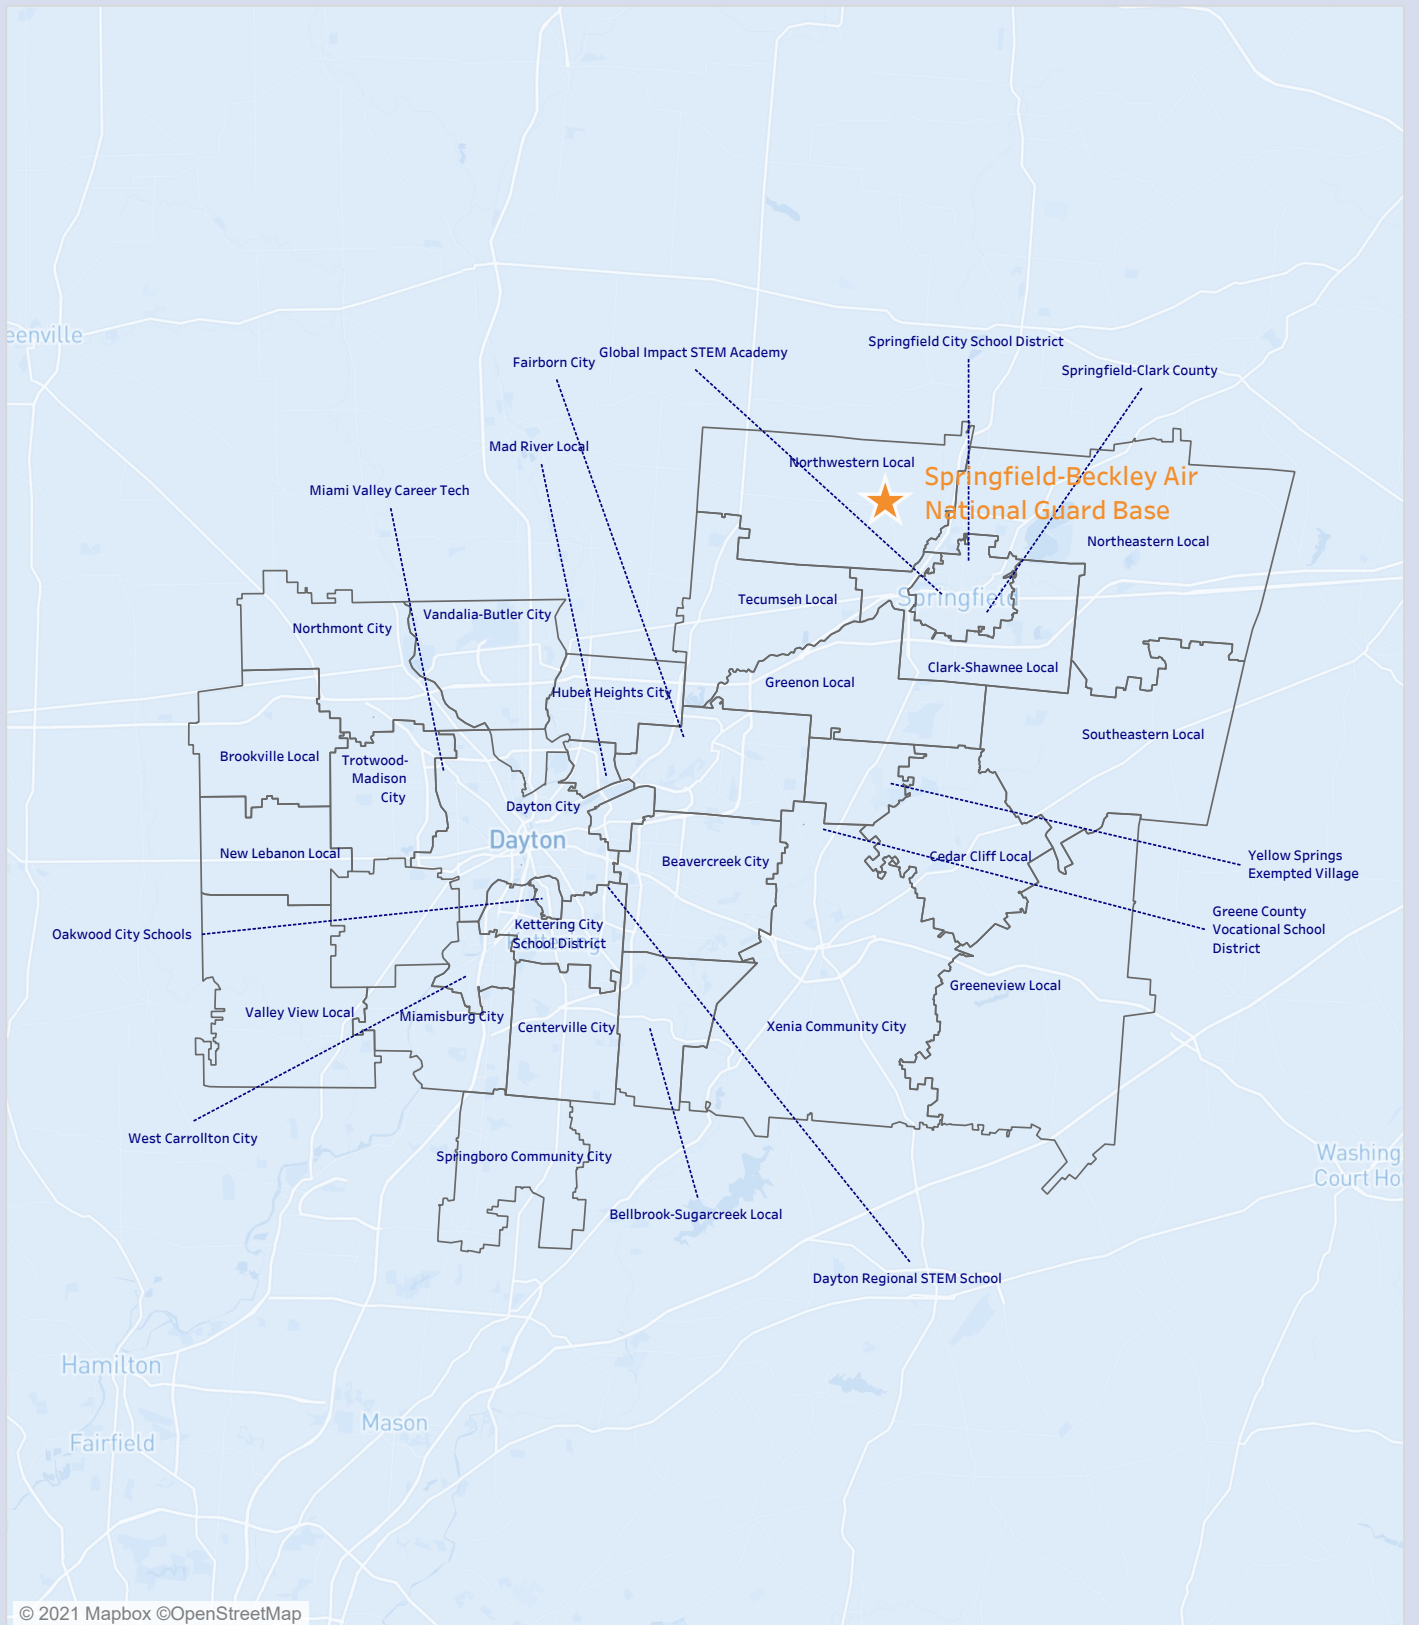 eenville
Springfield City School District
Global Impact STEM Academy
Fairborn City
Springfield-Clark County
Mad River Local
Northwestern Local
Springfield-Beckley Air
National Guard Base
Miami Valley Career Tech
Northeastern Local
Tecumseh Local
Springfield
Vandalia-Butler City
Northmont City
Clark-Shawnee Local
Greenon Local
Huber Heights City
Southeastern Local
Brookville Local
Trotwood-
Madison
City
Dayton City
Dayton
New Lebanon Local
Beavercreek City
Cedar Cliff Local
Yellow Springs
Exempted Village
Greene County
Vocational School
District
Oakwood City Schools
Kettering City
School District
Greeneview Local
Valley View Local
Miamisburg City
Centerville City
Xenia Community City
West Carrollton City
Springboro Community City
Washing
Court Ho
Bellbrook-Sugarcreek Local
Dayton Regional STEM School
Hamilton
Mason
Fairfield
© 2021 Mapbox ©OpenStreetMap